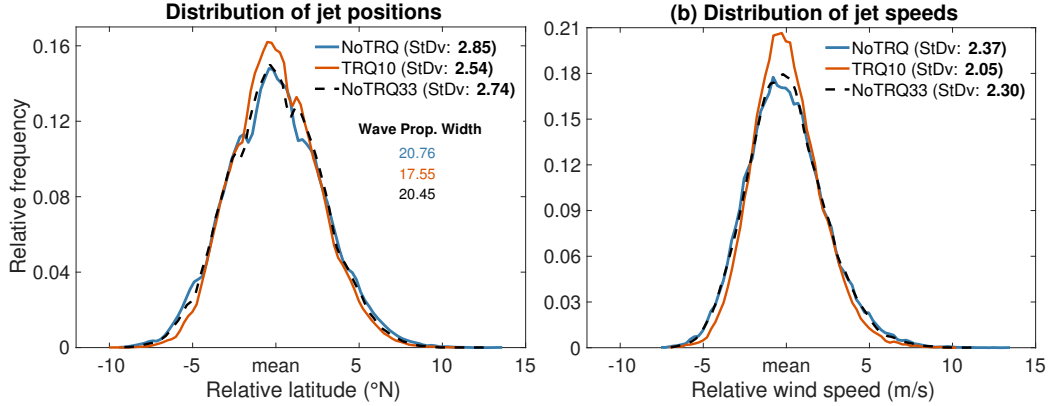 Distribution of jet positions
NoTRQ (StDv: 2.85)
TRQ10 (StDv: 2.54)
NoTRQ33 (StDv: 2.74)
Wave Prop. Width
20.76
17.55
20.45
Relative frequency
0.16
0.12
0.08
0.04
0
-10
-5
mean
5
10
15
Relative latitude (°N)
(b) Distribution of jet speeds
NoTRQ (StDv: 2.37)
TRQ10 (StDv: 2.05)
NoTRQ33 (StDv: 2.30)
0.21
0.18
0.15
0.12
0.09
0.06
0.03
0
-10
-5
mean
5
10
15
Relative wind speed (m/s)